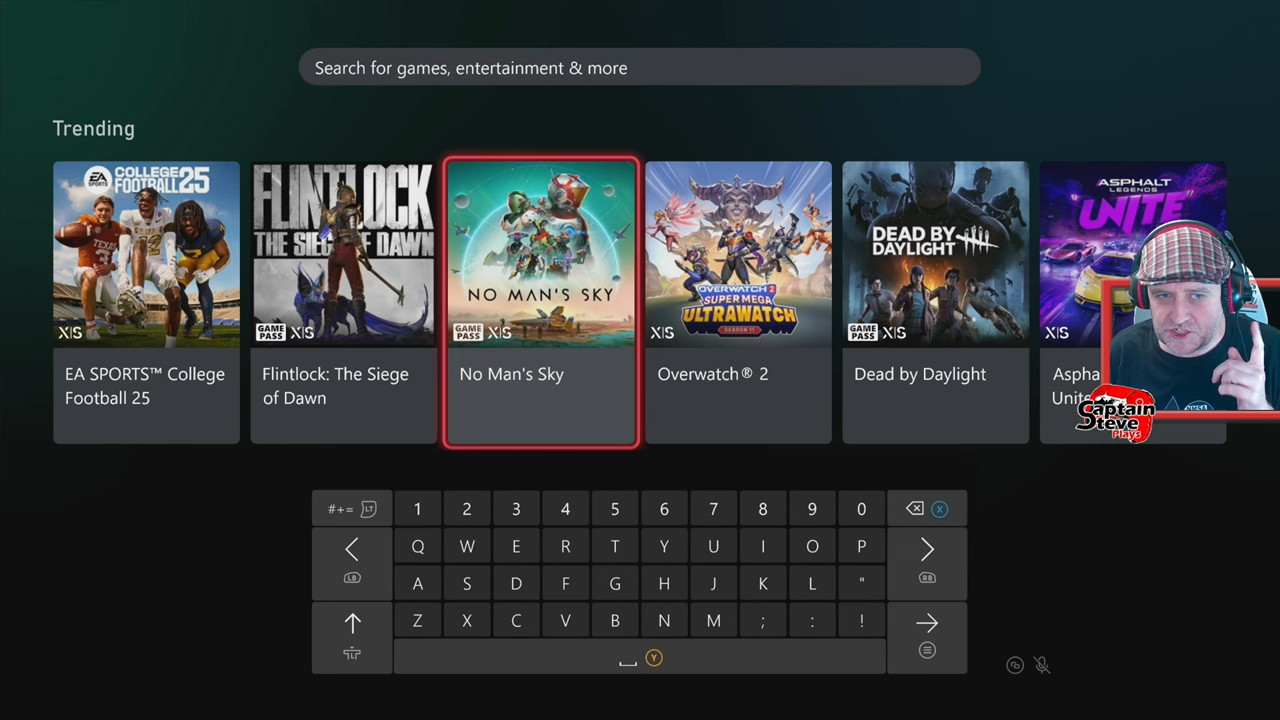 Search for games, entertainment & more
Trending
EA SPORTS
COLLEGE
FOOTBALL 25
TEXAS
X|S
EA SPORTS™ College
Football 25
FLINTLOCK
THE SIEGE OF DAWN
GAME
PASS X|S
Flintlock: The Siege
of Dawn
NO MAN'S SKY
GAME
PASS X|S
No Man's Sky
OVERWATCH 2
SUPER MEGA
ULTRAWATCH
SEASON 11
X|S
Overwatch® 2
DEAD BY
DAYLIGHT
GAME
PASS X|S
Dead by Daylight
ASPHALT
LEGENDS
UNITE
X|S
Captain
Steve
Plays
#+= LT 1 2 3 4 5 6 7 8 9 0 X
Q W E R T Y U I O P
LB A S D F G H J K L " RB
Z X C V B N M ; : !
Y